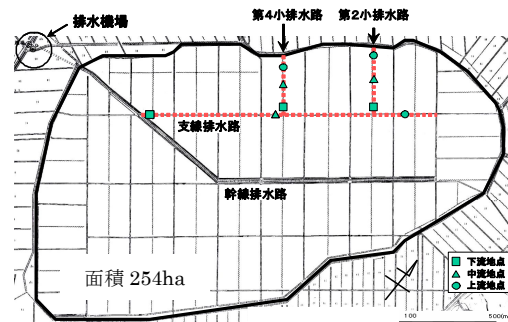 排水機場
第4小排水路
第2小排水路
支線排水路
幹線排水路
面積 254ha
下流地点
中流地点
上流地点
100 500(m)